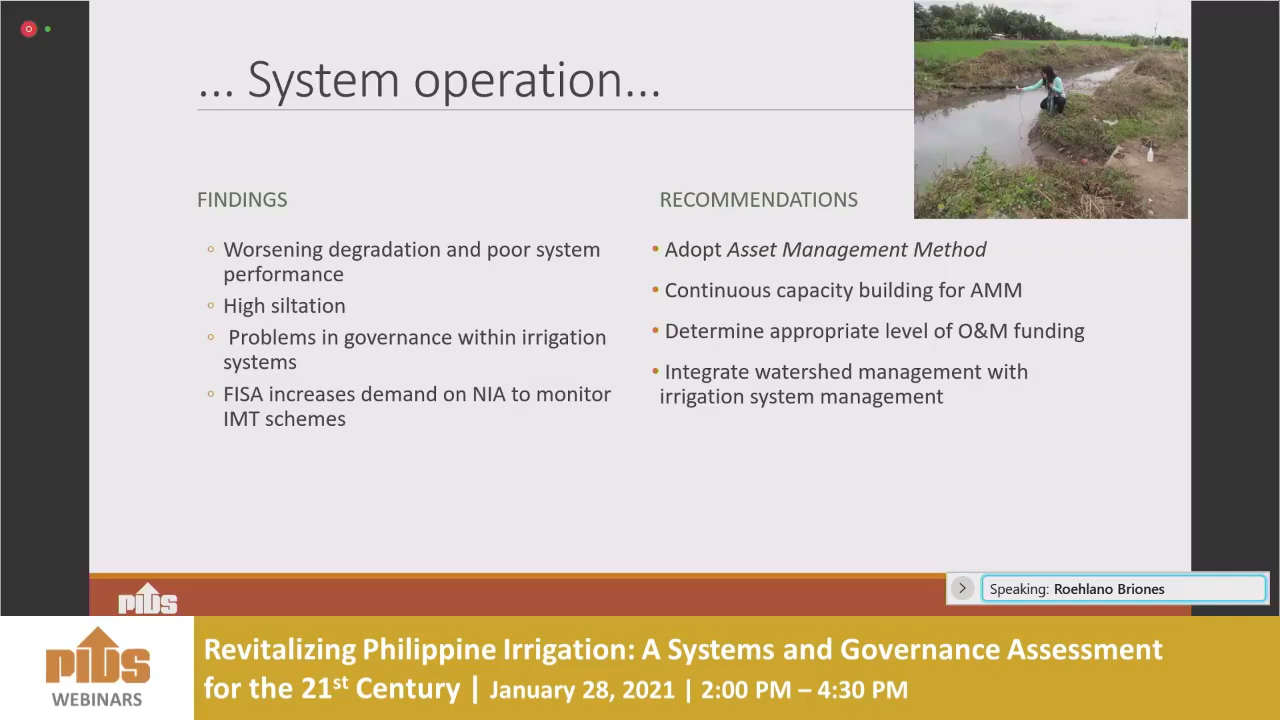 ... System operation...
FINDINGS
Worsening degradation and poor system
performance
High siltation
Problems in governance within irrigation
systems
FISA increases demand on NIA to monitor
IMT schemes
RECOMMENDATIONS
Adopt Asset Management Method
Continuous capacity building for AMM
Determine appropriate level of O&M funding
Integrate watershed management with
irrigation system management
PIDS
Speaking: Roehlano Briones
PIDS
WEBINARS
Revitalizing Philippine Irrigation: A Systems and Governance Assessment
for the 21st Century | January 28, 2021 | 2:00 PM – 4:30 PM